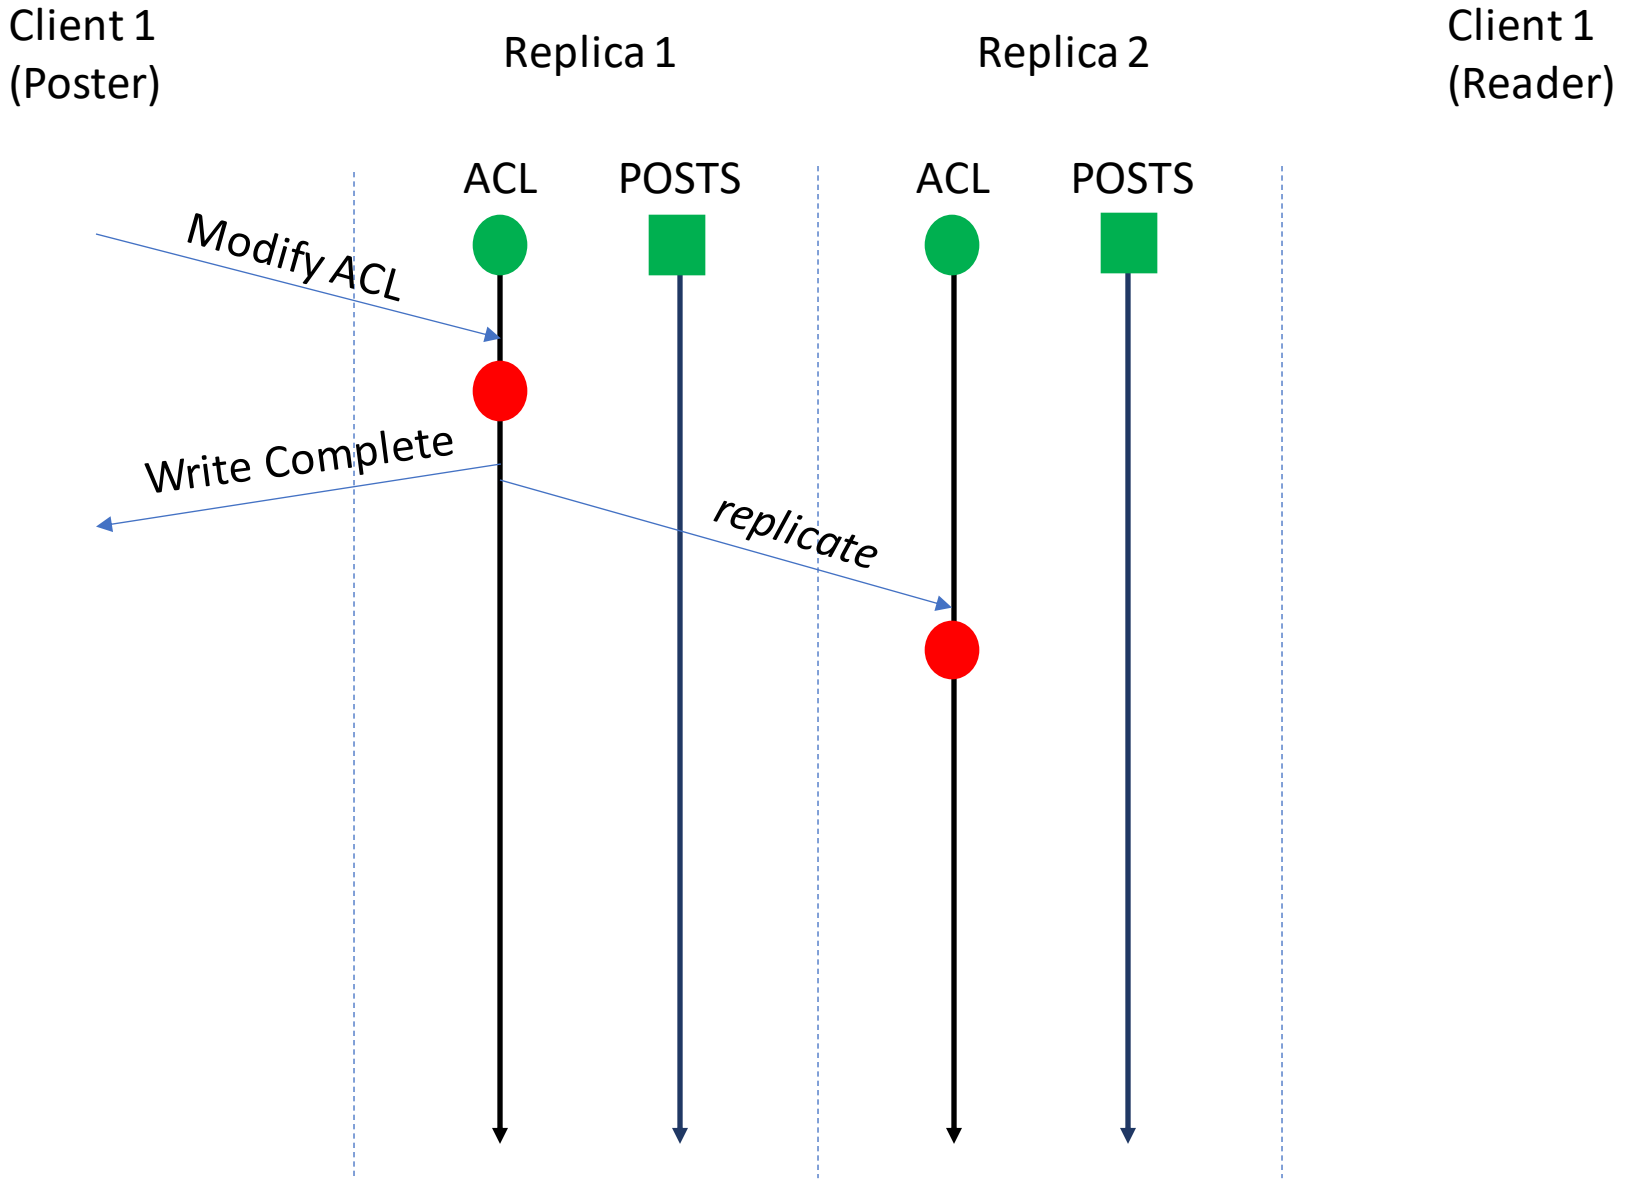 Client 1
(Poster)
Replica 1
Replica 2
Client 1
(Reader)
ACL
POSTS
ACL
POSTS
Modify ACL
Write Complete
replicate